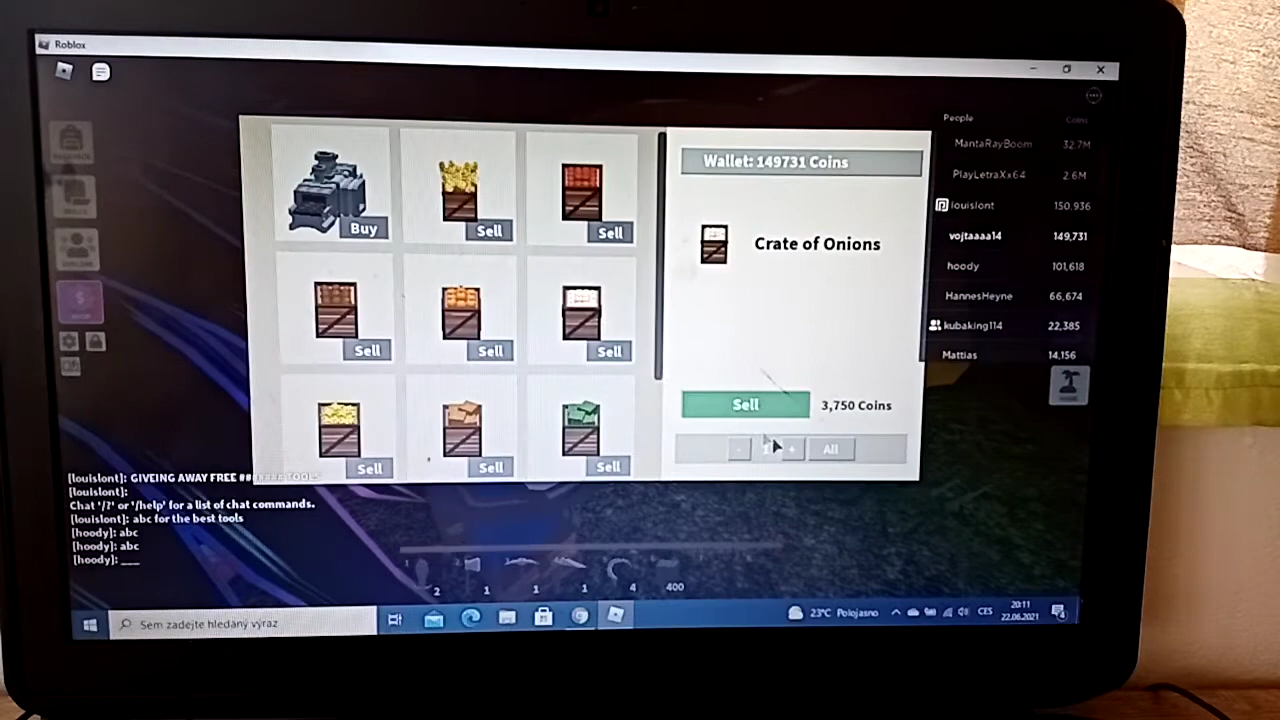 Roblox
People Coins
MantaRayBoom 32.7M
PlayLetraXx64 2.6M
louislont 150,936
vojtaaaa14 149,731
hoody 101,618
HannesHeyne 66,674
kubaking114 22,385
Mattias 14,156
Buy
Sell
Sell
Sell
Sell
Sell
Sell
Sell
Sell
Wallet: 149731 Coins
Crate of Onions
Sell 3,750 Coins
- + All
[louislont]: GIVEING AWAY FREE ####### TOOLS
[louislont]:
Chat '/?' or '/help' for a list of chat commands.
[louislont]: abc for the best tools
[hoody]: abc
[hoody]: abc
[hoody]: ___
2 1 1 1 4 400
Sem zadejte hledaný výraz
23°C Polojasno
CES
20:11
22.06.2021